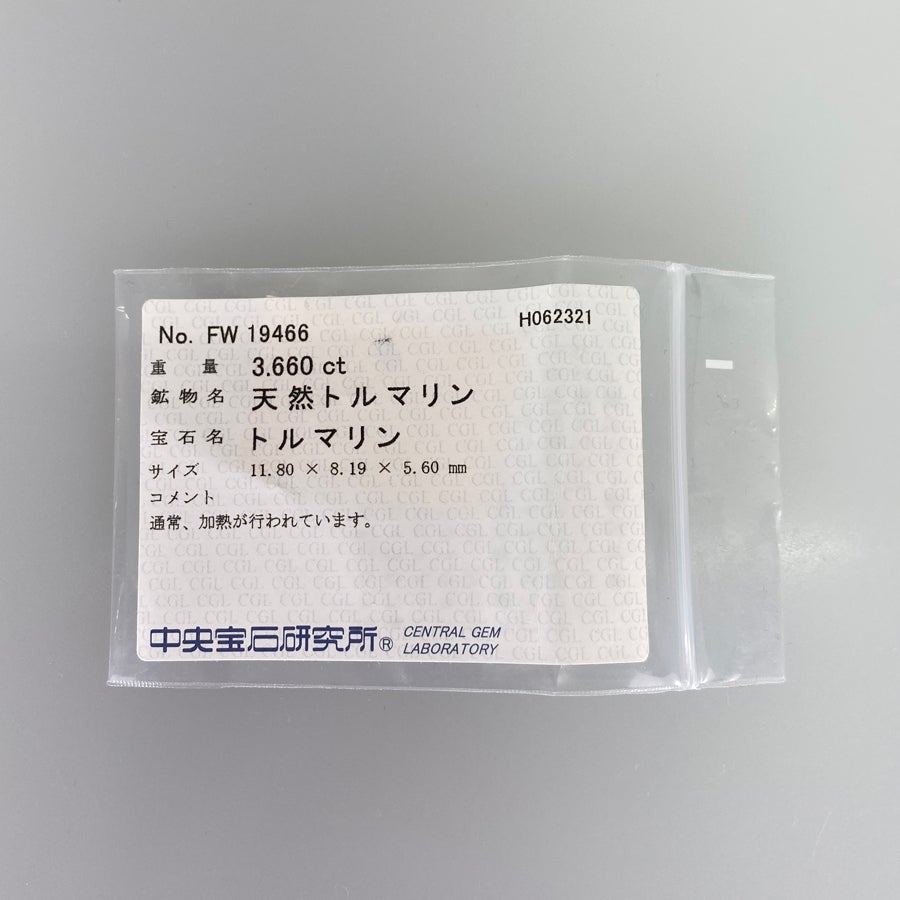 No. FW 19466
H062321
重量 3.660 ct
鉱物名 天然トルマリン
宝石名 トルマリン
サイズ 11.80 × 8.19 × 5.60 mm
コメント
通常、加熱が行われています。
中央宝石研究所® CENTRAL GEM
LABORATORY